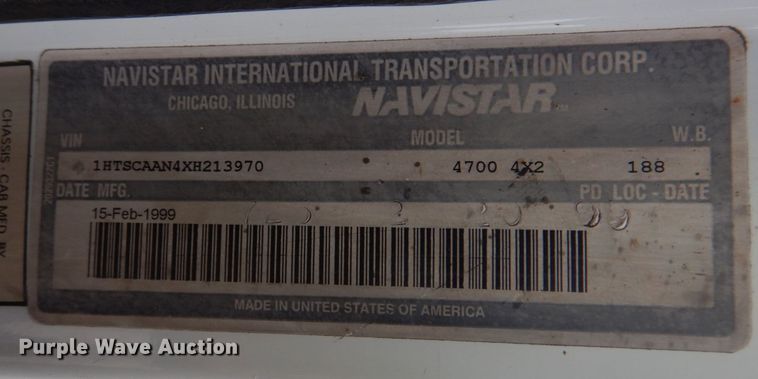 NAVISTAR INTERNATIONAL TRANSPORTATION CORP.
CHICAGO, ILLINOIS NAVISTAR
VIN MODEL W.B.
1HTSCAAN4XH213970 4700 4X2 188
DATE MFG. PD LOC - DATE
15-Feb-1999
MADE IN UNITED STATES OF AMERICA
CHASSIS - CAB MFD. BY
Purple Wave Auction